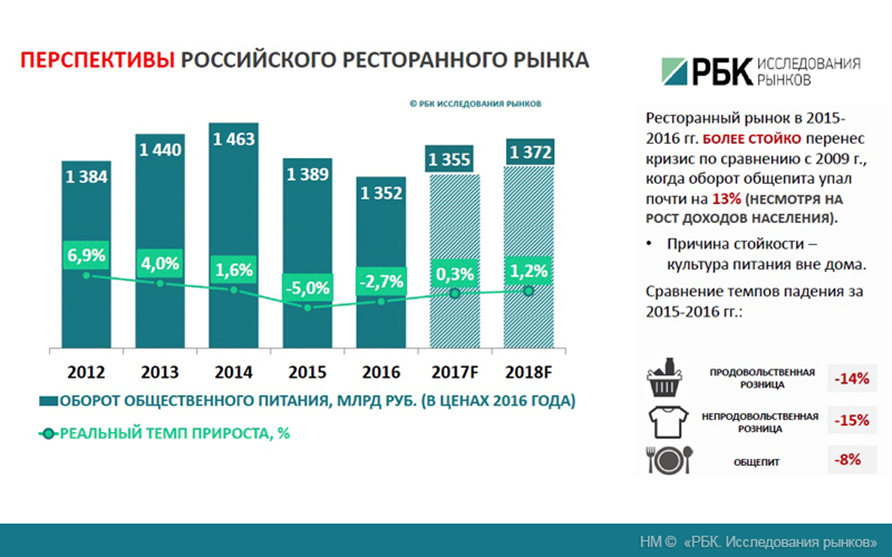 ПЕРСПЕКТИВЫ РОССИЙСКОГО РЕСТОРАННОГО РЫНКА
РБК ИССЛЕДОВАНИЯ
РЫНКОВ
© РБК ИССЛЕДОВАНИЯ РЫНКОВ
1 384
1 440
1 463
1 389
1 352
1 355
1 372
6,9%
4,0%
1,6%
-5,0%
-2,7%
0,3%
1,2%
2012
2013
2014
2015
2016
2017F
2018F
ОБОРОТ ОБЩЕСТВЕННОГО ПИТАНИЯ, МЛРД РУБ. (В ЦЕНАХ 2016 ГОДА)
РЕАЛЬНЫЙ ТЕМП ПРИРОСТА, %
Ресторанный рынок в 2015-
2016 гг. БОЛЕЕ СТОЙКО перенес
кризис по сравнению с 2009 г.,
когда оборот общепита упал
почти на 13% (НЕСМОТРЯ НА
РОСТ ДОХОДОВ НАСЕЛЕНИЯ).
• Причина стойкости –
культура питания вне дома.
Сравнение темпов падения за
2015-2016 гг.:
ПРОДОВОЛЬСТВЕННАЯ
РОЗНИЦА
-14%
НЕПРОДОВОЛЬСТВЕННАЯ
РОЗНИЦА
-15%
ОБЩЕПИТ
-8%
НМ © «РБК. Исследования рынков»